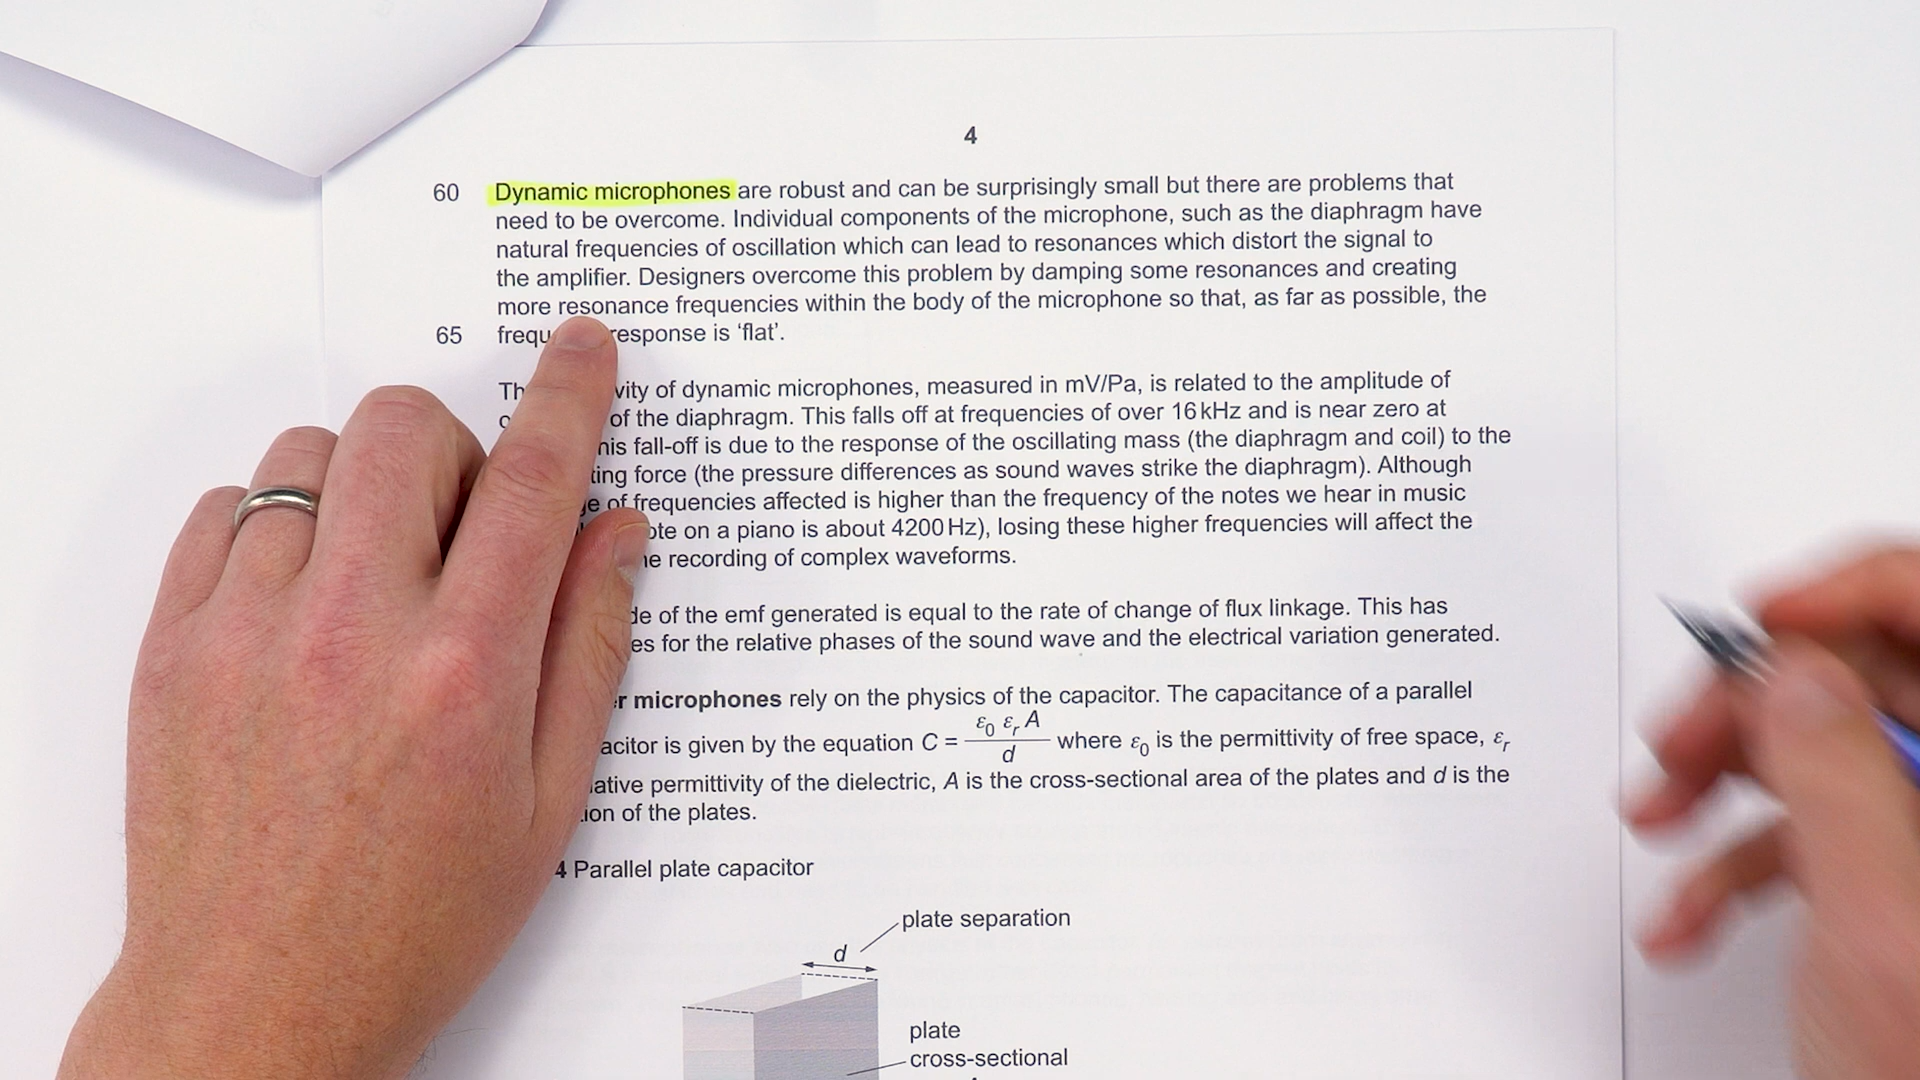 4
60 Dynamic microphones are robust and can be surprisingly small but there are problems that
need to be overcome. Individual components of the microphone, such as the diaphragm have
natural frequencies of oscillation which can lead to resonances which distort the signal to
the amplifier. Designers overcome this problem by damping some resonances and creating
more resonance frequencies within the body of the microphone so that, as far as possible, the
65 response is ‘flat’.
of dynamic microphones, measured in mV/Pa, is related to the amplitude of
of the diaphragm. This falls off at frequencies of over 16 kHz and is near zero at
fall-off is due to the response of the oscillating mass (the diaphragm and coil) to the
force (the pressure differences as sound waves strike the diaphragm). Although
of frequencies affected is higher than the frequency of the notes we hear in music
on a piano is about 4200 Hz), losing these higher frequencies will affect the
recording of complex waveforms.
of the emf generated is equal to the rate of change of flux linkage. This has
for the relative phases of the sound wave and the electrical variation generated.
microphones rely on the physics of the capacitor. The capacitance of a parallel
is given by the equation C = ε₀ εᵣ A / d where ε₀ is the permittivity of free space, εᵣ
permittivity of the dielectric, A is the cross-sectional area of the plates and d is the
of the plates.
4 Parallel plate capacitor
plate separation
d
plate
cross-sectional